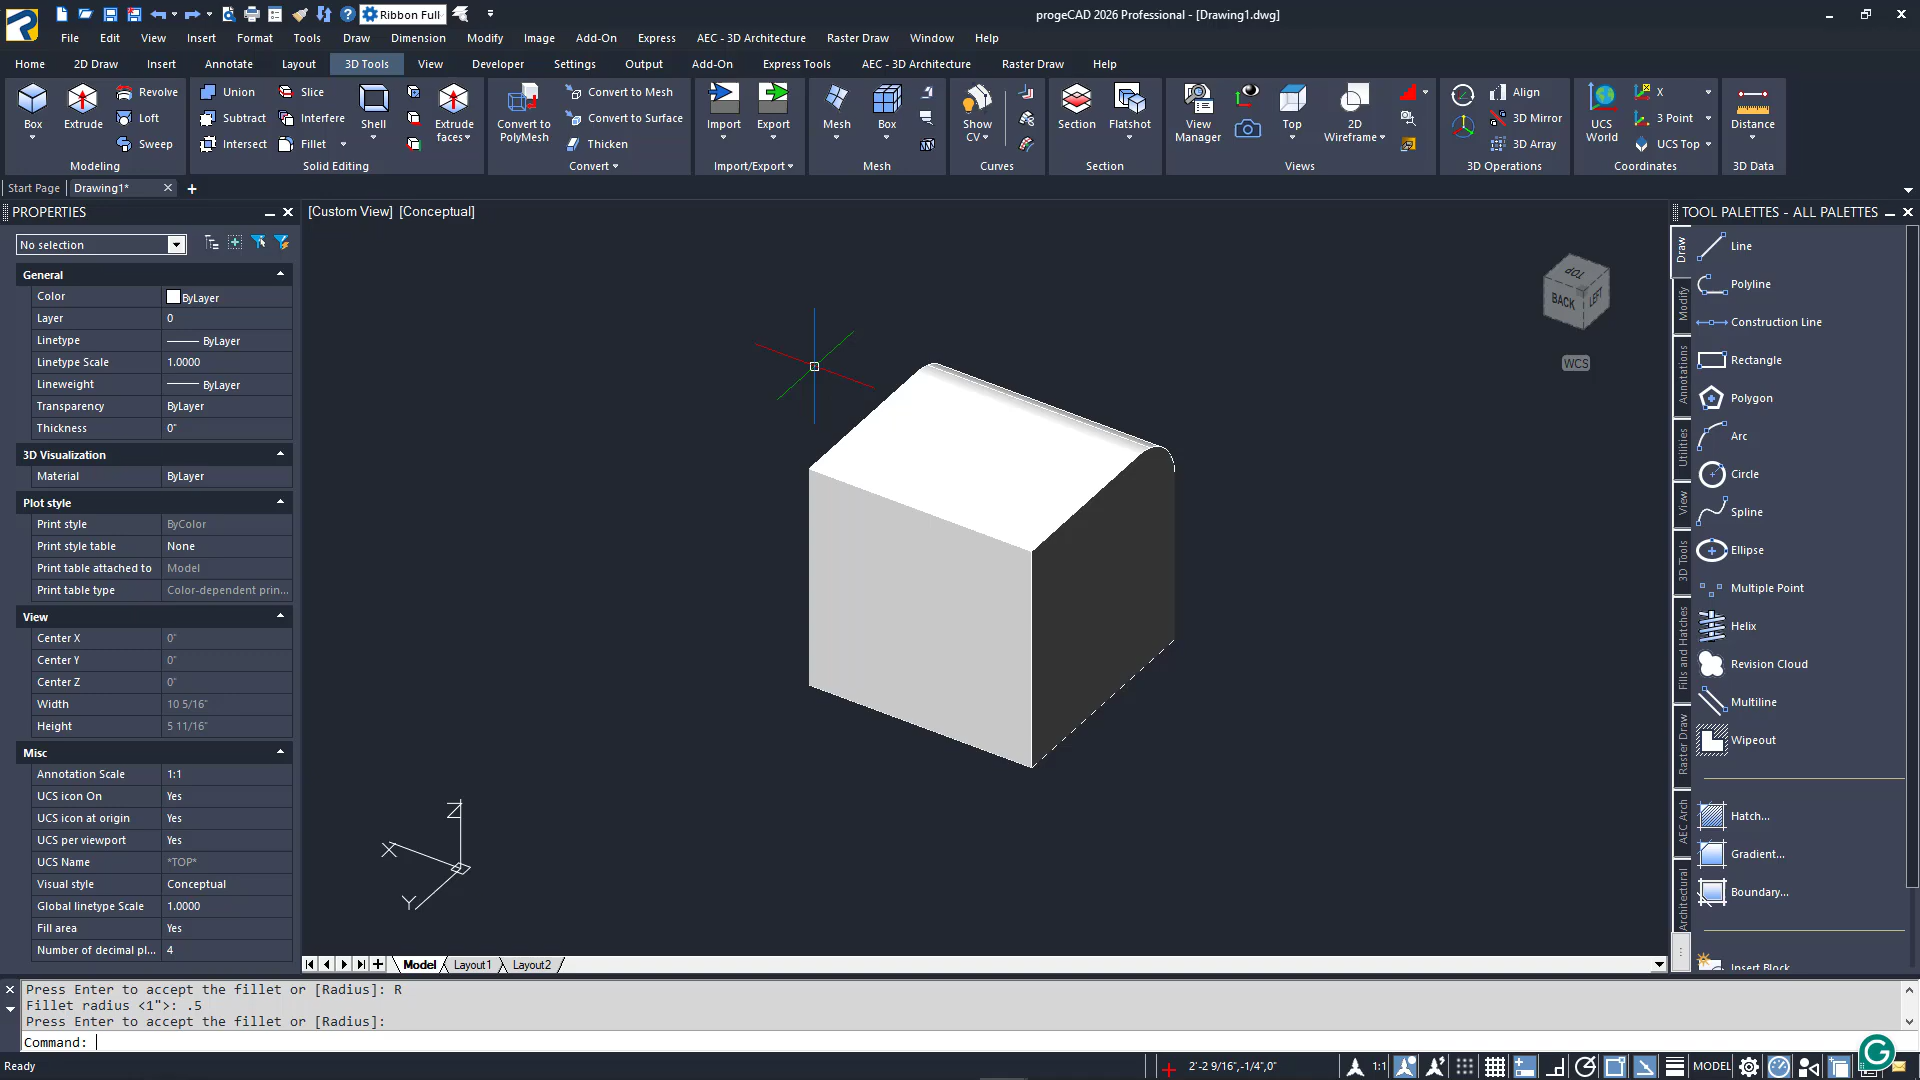 Ribbon Full
progeCAD 2026 Professional - [Drawing1.dwg]
File Edit View Insert Format Tools Draw Dimension Modify Image Add-On Express AEC - 3D Architecture Raster Draw Window Help
Home 2D Draw Insert Annotate Layout 3D Tools View Developer Settings Output Add-On Express Tools AEC - 3D Architecture Raster Draw Help
Box
Extrude
Revolve
Loft
Sweep
Modeling
Union
Subtract
Intersect
Slice
Interfere
Fillet
Shell
Extrude
faces
Solid Editing
Convert to
PolyMesh
Convert to Mesh
Convert to Surface
Thicken
Convert
Import
Export
Import/Export
Mesh
Box
Mesh
Show
CV
Curves
Section
Flatshot
Section
View
Manager
Top
2D
Wireframe
Views
Align
3D Mirror
3D Array
3D Operations
UCS
World
X
3 Point
UCS Top
Coordinates
Distance
3D Data
Start Page Drawing1*
PROPERTIES
No selection
General
Color ByLayer
Layer 0
Linetype ByLayer
Linetype Scale 1.0000
Lineweight ByLayer
Transparency ByLayer
Thickness 0"
3D Visualization
Material ByLayer
Plot style
Print style ByColor
Print style table None
Print table attached to Model
Print table type Color-dependent prin...
View
Center X 0"
Center Y 0"
Center Z 0"
Width 10 5/16"
Height 5 11/16"
Misc
Annotation Scale 1:1
UCS icon On Yes
UCS icon at origin Yes
UCS per viewport Yes
UCS Name *TOP*
Visual style Conceptual
Global linetype Scale 1.0000
Fill area Yes
Number of decimal pl... 4
[Custom View] [Conceptual]
TOP
BACK
LEFT
WCS
Z
X
Y
Model Layout1 Layout2
TOOL PALETTES - ALL PALETTES
Draw
Modify
Annotations
Utilities
View
3D Tools
Fills and Hatches
Raster Draw
AEC Arch
Architectural
Line
Polyline
Construction Line
Rectangle
Polygon
Arc
Circle
Spline
Ellipse
Multiple Point
Helix
Revision Cloud
Multiline
Wipeout
Hatch...
Gradient...
Boundary...
Insert Block
Press Enter to accept the fillet or [Radius]: R
Fillet radius <1">: .5
Press Enter to accept the fillet or [Radius]:
Command:
Ready
2'-2 9/16",-1/4",0"
1:1
MODEL